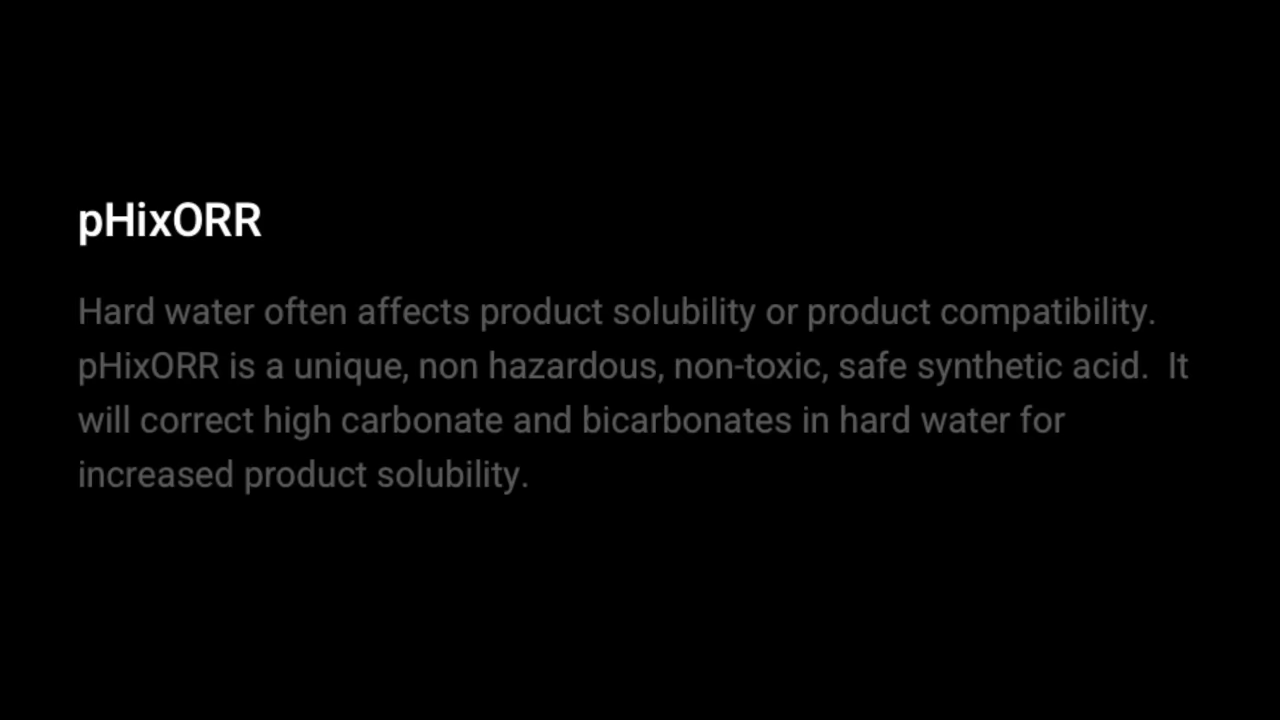 pHixORR
Hard water often affects product solubility or product compatibility.
pHixORR is a unique, non hazardous, non-toxic, safe synthetic acid.  It
will correct high carbonate and bicarbonates in hard water for
increased product solubility.